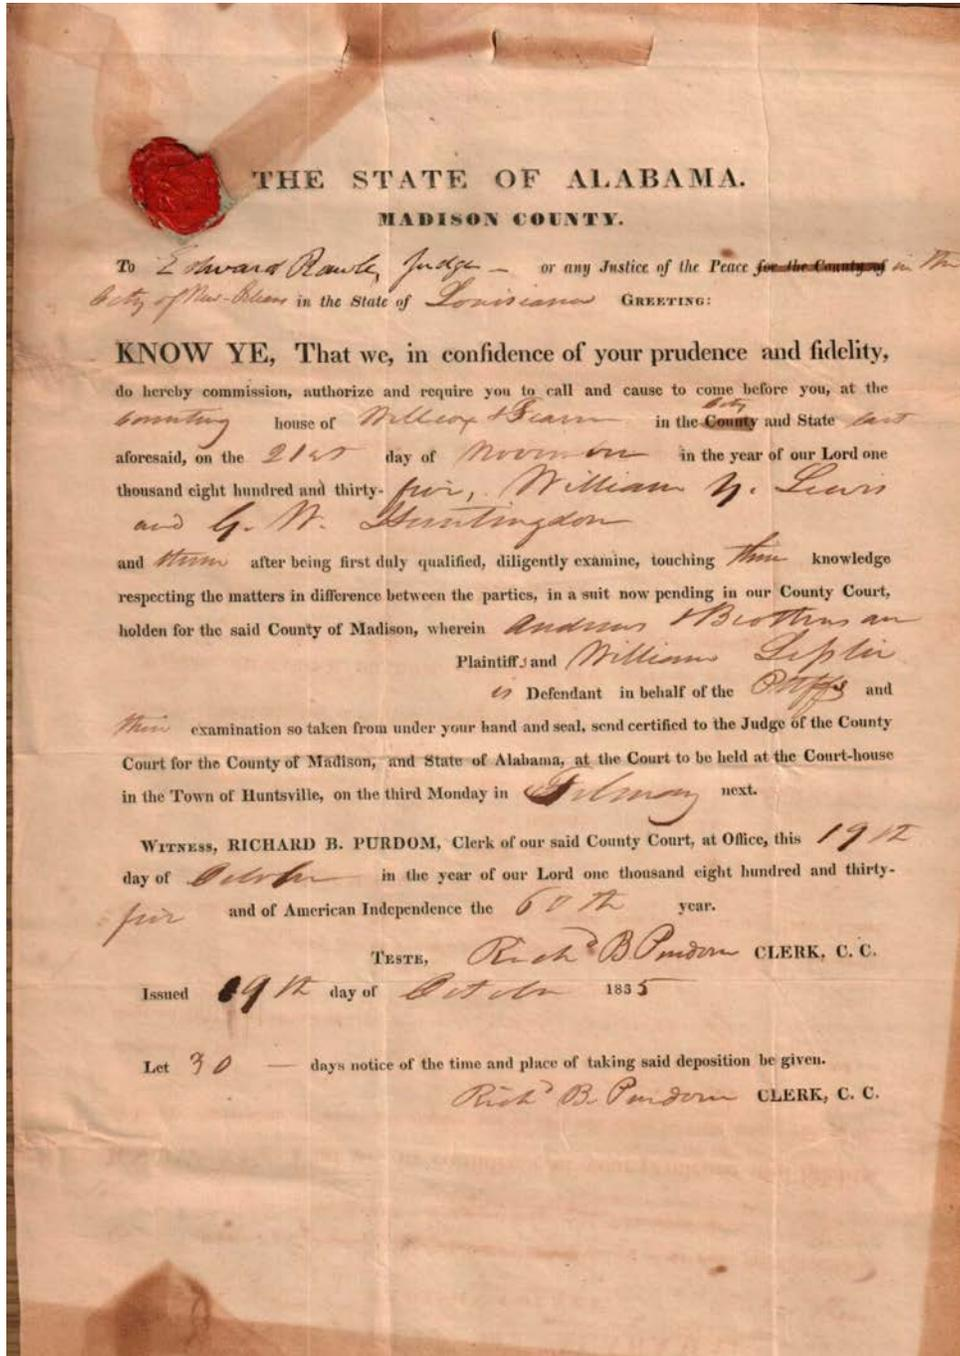 THE STATE OF ALABAMA.
MADISON COUNTY.
To Edward Rawle, Judge — or any Justice of the Peace for the County of in the
City of New-Orleans in the State of Louisiana GREETING:
KNOW YE, That we, in confidence of your prudence and fidelity,
do hereby commission, authorize and require you to call and cause to come before you, at the
City
Counting house of Willcox & in the County and State last
aforesaid, on the 21st day of November in the year of our Lord one
thousand eight hundred and thirty-five, William Y. Lewis
and G. W. Huntingdon
and them after being first duly qualified, diligently examine, touching their knowledge
respecting the matters in difference between the parties, in a suit now pending in our County Court,
holden for the said County of Madison, wherein Andrews & Brothers are
Plaintiffs and William Leslie
is Defendant in behalf of the Pltffs and
their examination so taken from under your hand and seal, send certified to the Judge of the County
Court for the County of Madison, and State of Alabama, at the Court to be held at the Court-house
in the Town of Huntsville, on the third Monday in February next.
WITNESS, RICHARD B. PURDOM, Clerk of our said County Court, at Office, this 19th
day of October in the year of our Lord one thousand eight hundred and thirty-
five and of American Independence the 60th year.
TESTE, Richd B Purdom CLERK, C. C.
Issued 19th day of October 1835
Let 30 — days notice of the time and place of taking said deposition be given.
Richd B. Purdom CLERK, C. C.